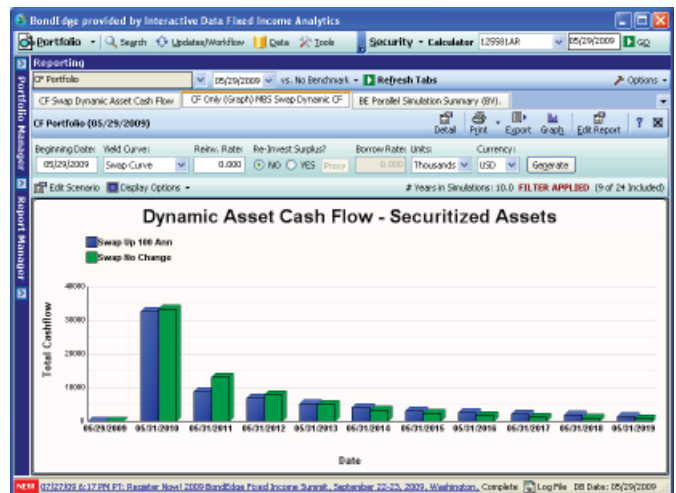 BondEdge provided by Interactive Data Fixed Income Analytics
Portfolio Search Updates/Workflow Data Tools Security - Calculator 125581AR 05/29/2009 GO
Reporting
CF Portfolio 05/29/2009 vs. No Benchmark Refresh Tabs Options
CF Swap Dynamic Asset Cash Flow CF Only (Graph) MBS Swap Dynamic CF BE Parallel Simulation Summary (BV).
CF Portfolio (05/29/2009) Detail Print Export Graph Edit Report ?
Beginning Date: Yield Curve: Reinv. Rate: Re-Invest Surplus? Borrow Rate: Units: Currency:
05/29/2009 Swap Curve 0.000 NO YES Proxy 0.000 Thousands USD Generate
Edit Scenario Display Options # Years in Simulations: 10.0 FILTER APPLIED (9 of 24 Included)
Portfolio Manager
Report Manager
Dynamic Asset Cash Flow - Securitized Assets
Swap Up 100 Ann
Swap No Change
Total Cashflow
40000
30000
20000
10000
0
05/29/2009 05/31/2010 05/31/2011 05/31/2012 05/31/2013 05/31/2014 05/31/2015 05/31/2016 05/31/2017 05/31/2018 05/31/2019
Date
NEW 07/27/09 6:17 PM PT: Register Now! 2009 BondEdge Fixed Income Summit, September 22-23, 2009, Washington, Complete Log File DB Date: 05/29/2009